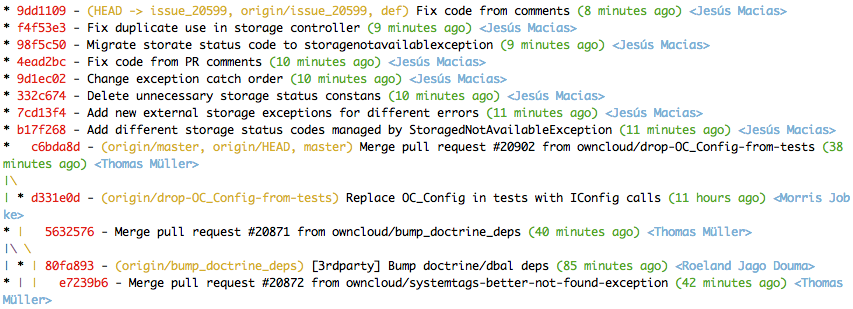 * 9dd1109 - (HEAD -> issue_20599, origin/issue_20599, def) Fix code from comments (8 minutes ago) <Jesús Macias>
* f4f53e3 - Fix duplicate use in storage controller (9 minutes ago) <Jesús Macias>
* 98f5c50 - Migrate storate status code to storagenotavailableexception (9 minutes ago) <Jesús Macias>
* 4ead2bc - Fix code from PR comments (10 minutes ago) <Jesús Macias>
* 9d1ec02 - Change exception catch order (10 minutes ago) <Jesús Macias>
* 332c674 - Delete unnecessary storage status constans (10 minutes ago) <Jesús Macias>
* 7cd13f4 - Add new external storage exceptions for different errors (11 minutes ago) <Jesús Macias>
* b17f268 - Add different storage status codes managed by StoragedNotAvailableException (11 minutes ago) <Jesús Macias>
*   c6bda8d - (origin/master, origin/HEAD, master) Merge pull request #20902 from owncloud/drop-OC_Config-from-tests (38
minutes ago) <Thomas Müller>
|\
| * d331e0d - (origin/drop-OC_Config-from-tests) Replace OC_Config in tests with IConfig calls (11 hours ago) <Morris Job
ke>
* |   5632576 - Merge pull request #20871 from owncloud/bump_doctrine_deps (40 minutes ago) <Thomas Müller>
|\ \
| * | 80fa893 - (origin/bump_doctrine_deps) [3rdparty] Bump doctrine/dbal deps (85 minutes ago) <Roeland Jago Douma>
* | |   e7239b6 - Merge pull request #20872 from owncloud/systemtags-better-not-found-exception (42 minutes ago) <Thomas
Müller>